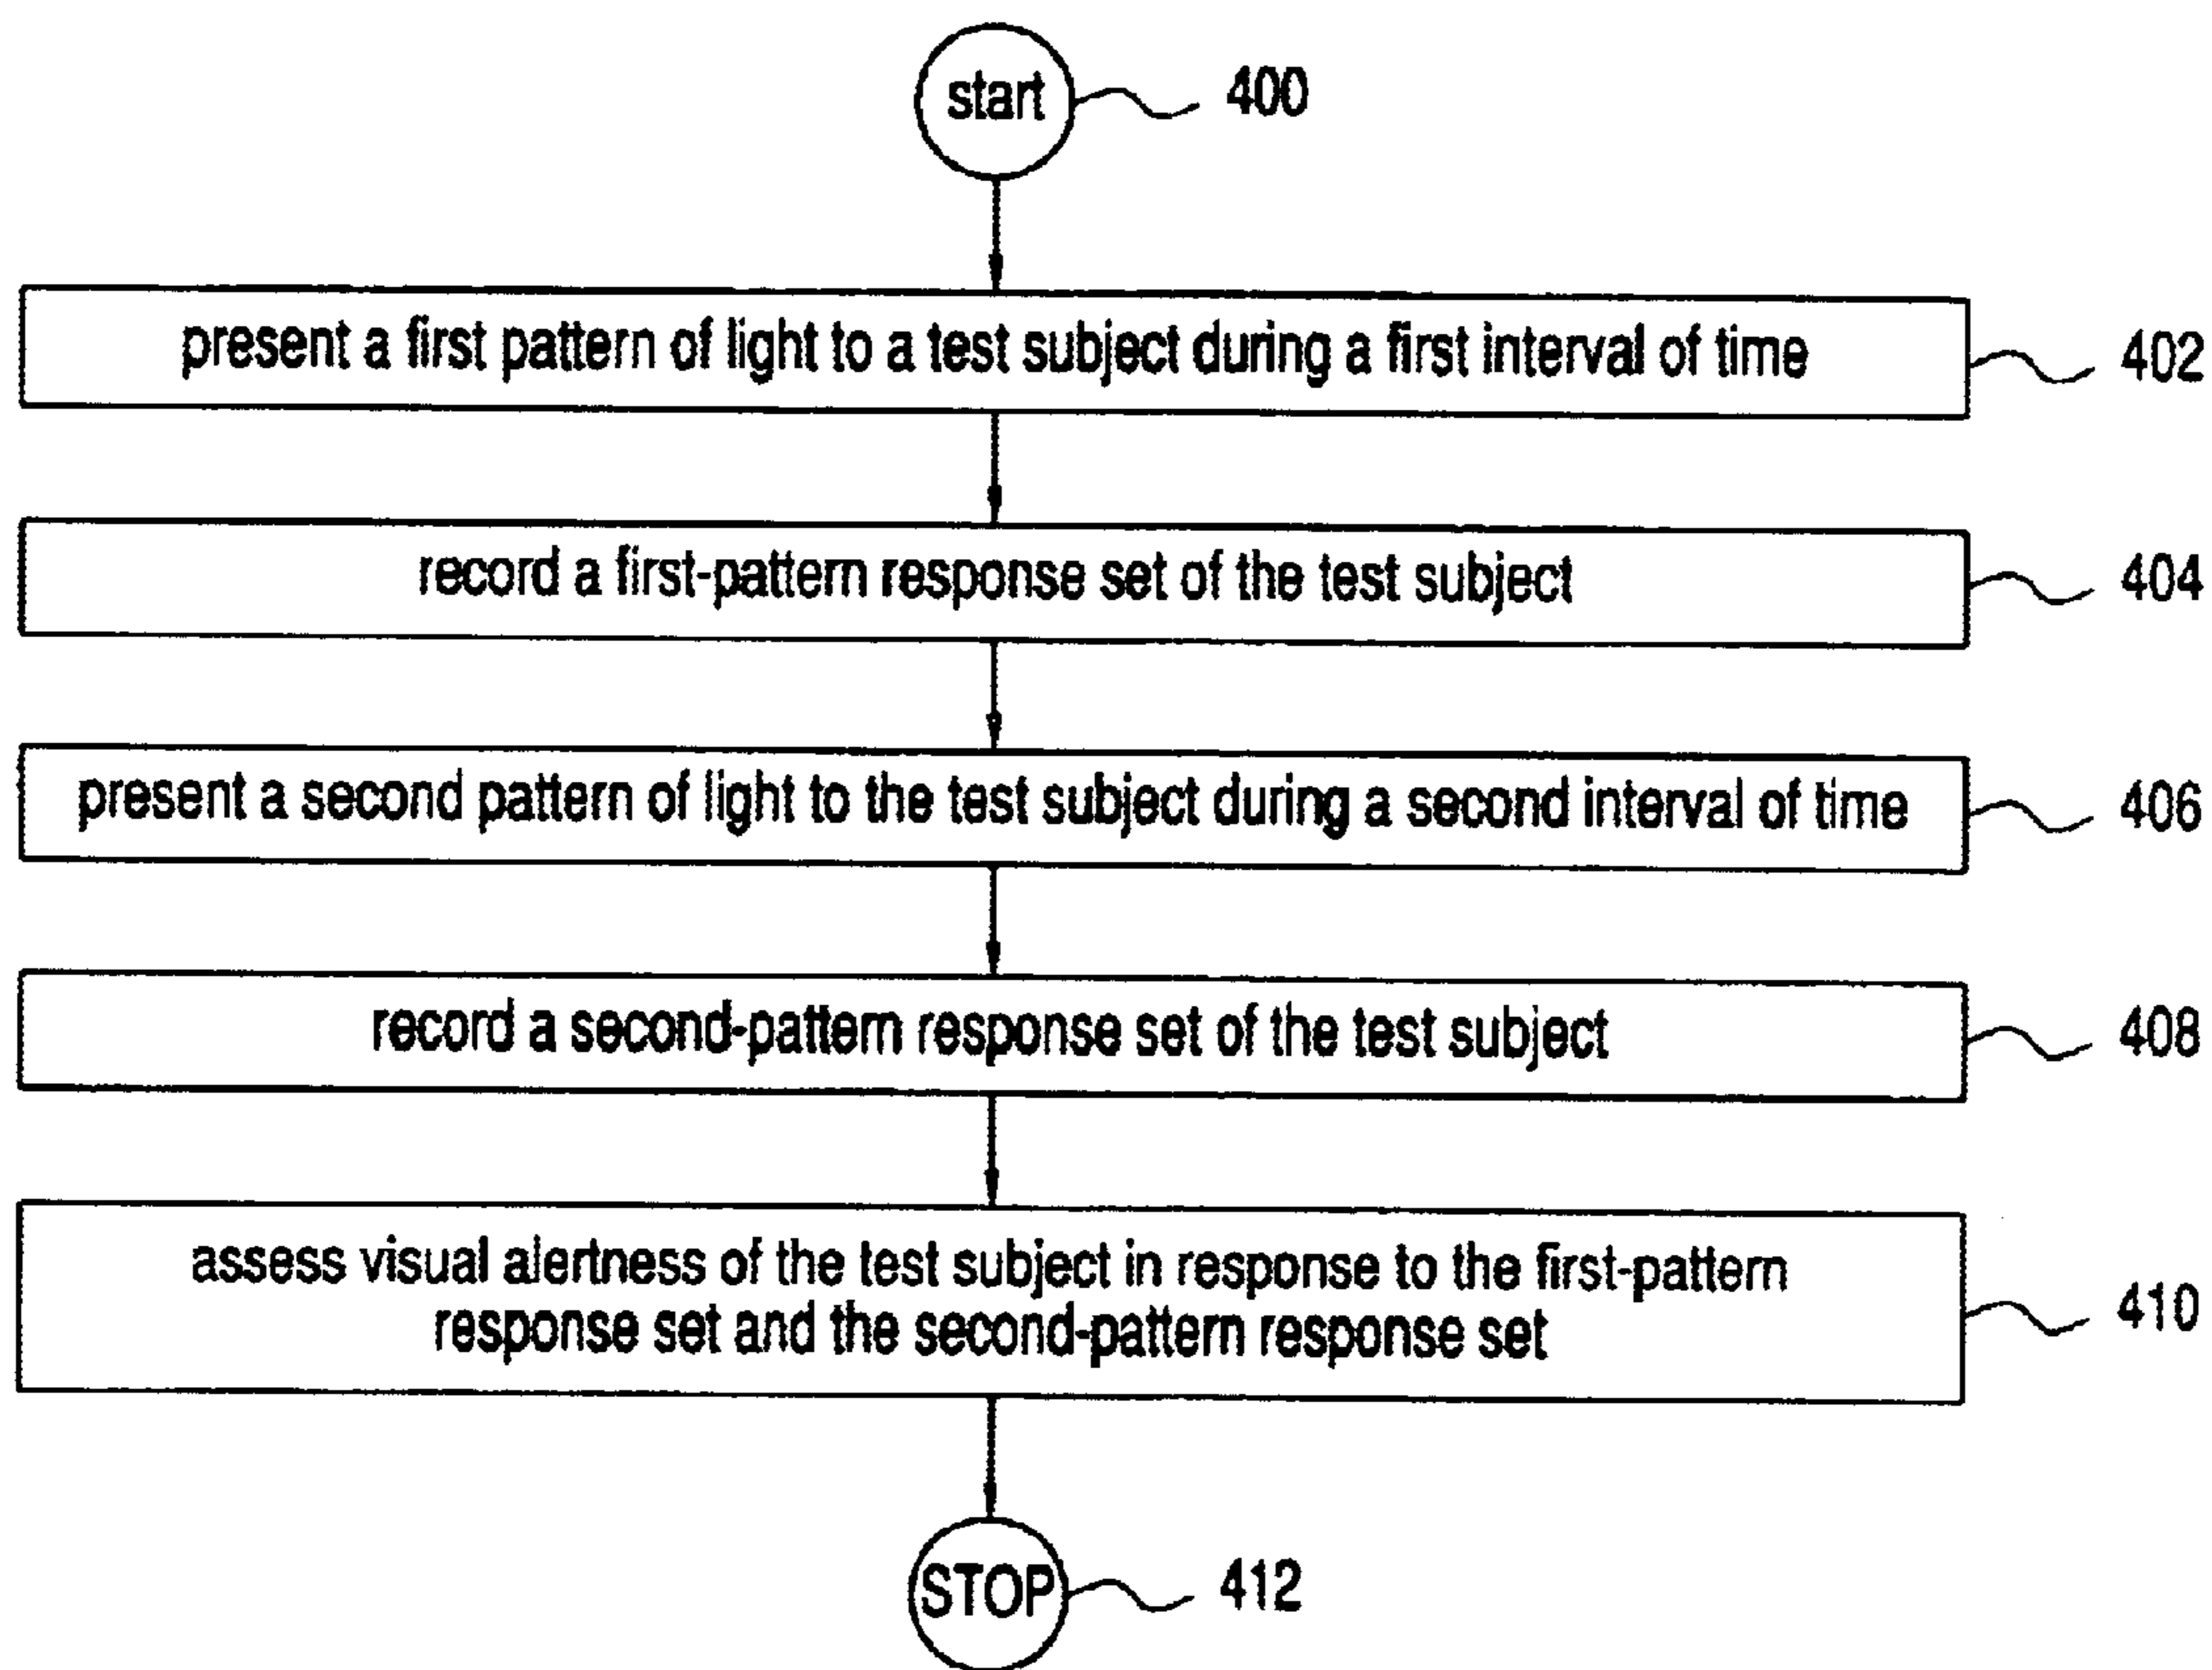 start
400
present a first pattern of light to a test subject during a first interval of time
402
record a first-pattern response set of the test subject
404
present a second pattern of light to the test subject during a second interval of time
406
record a second-pattern response set of the test subject
408
assess visual alertness of the test subject in response to the first-pattern
response set and the second-pattern response set
410
STOP
412